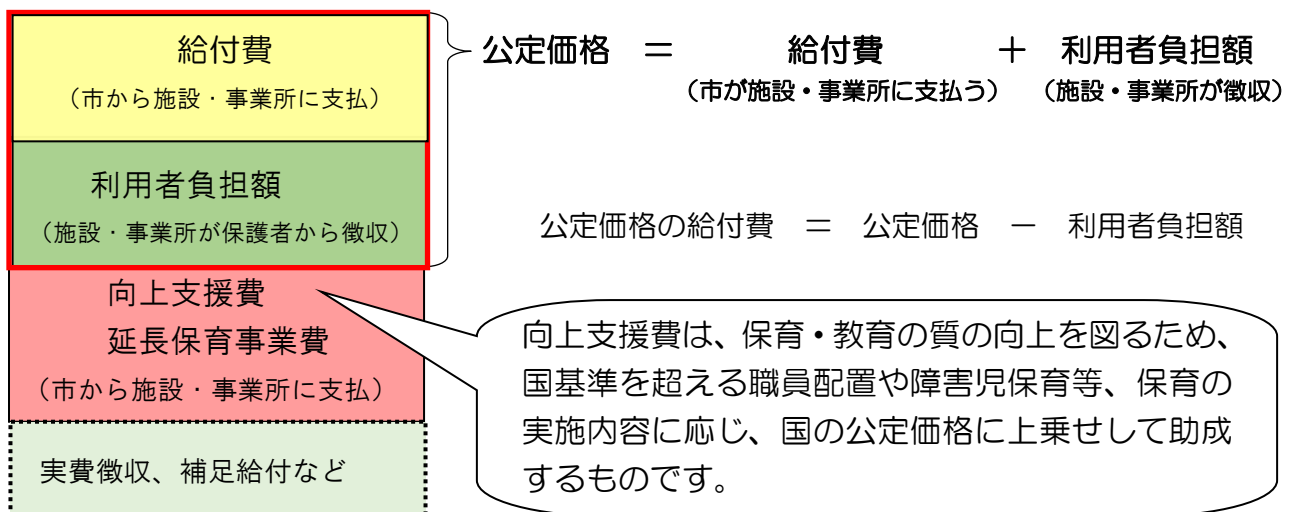 給付費
（市から施設・事業所に支払）
利用者負担額
（施設・事業所が保護者から徴収）
向上支援費
延長保育事業費
（市から施設・事業所に支払）
実費徴収、補足給付など
公定価格 ＝ 給付費 ＋ 利用者負担額
（市が施設・事業所に支払う） （施設・事業所が徴収）
公定価格の給付費 ＝ 公定価格 － 利用者負担額
向上支援費は、保育・教育の質の向上を図るため、
国基準を超える職員配置や障害児保育等、保育の
実施内容に応じ、国の公定価格に上乗せして助成
するものです。